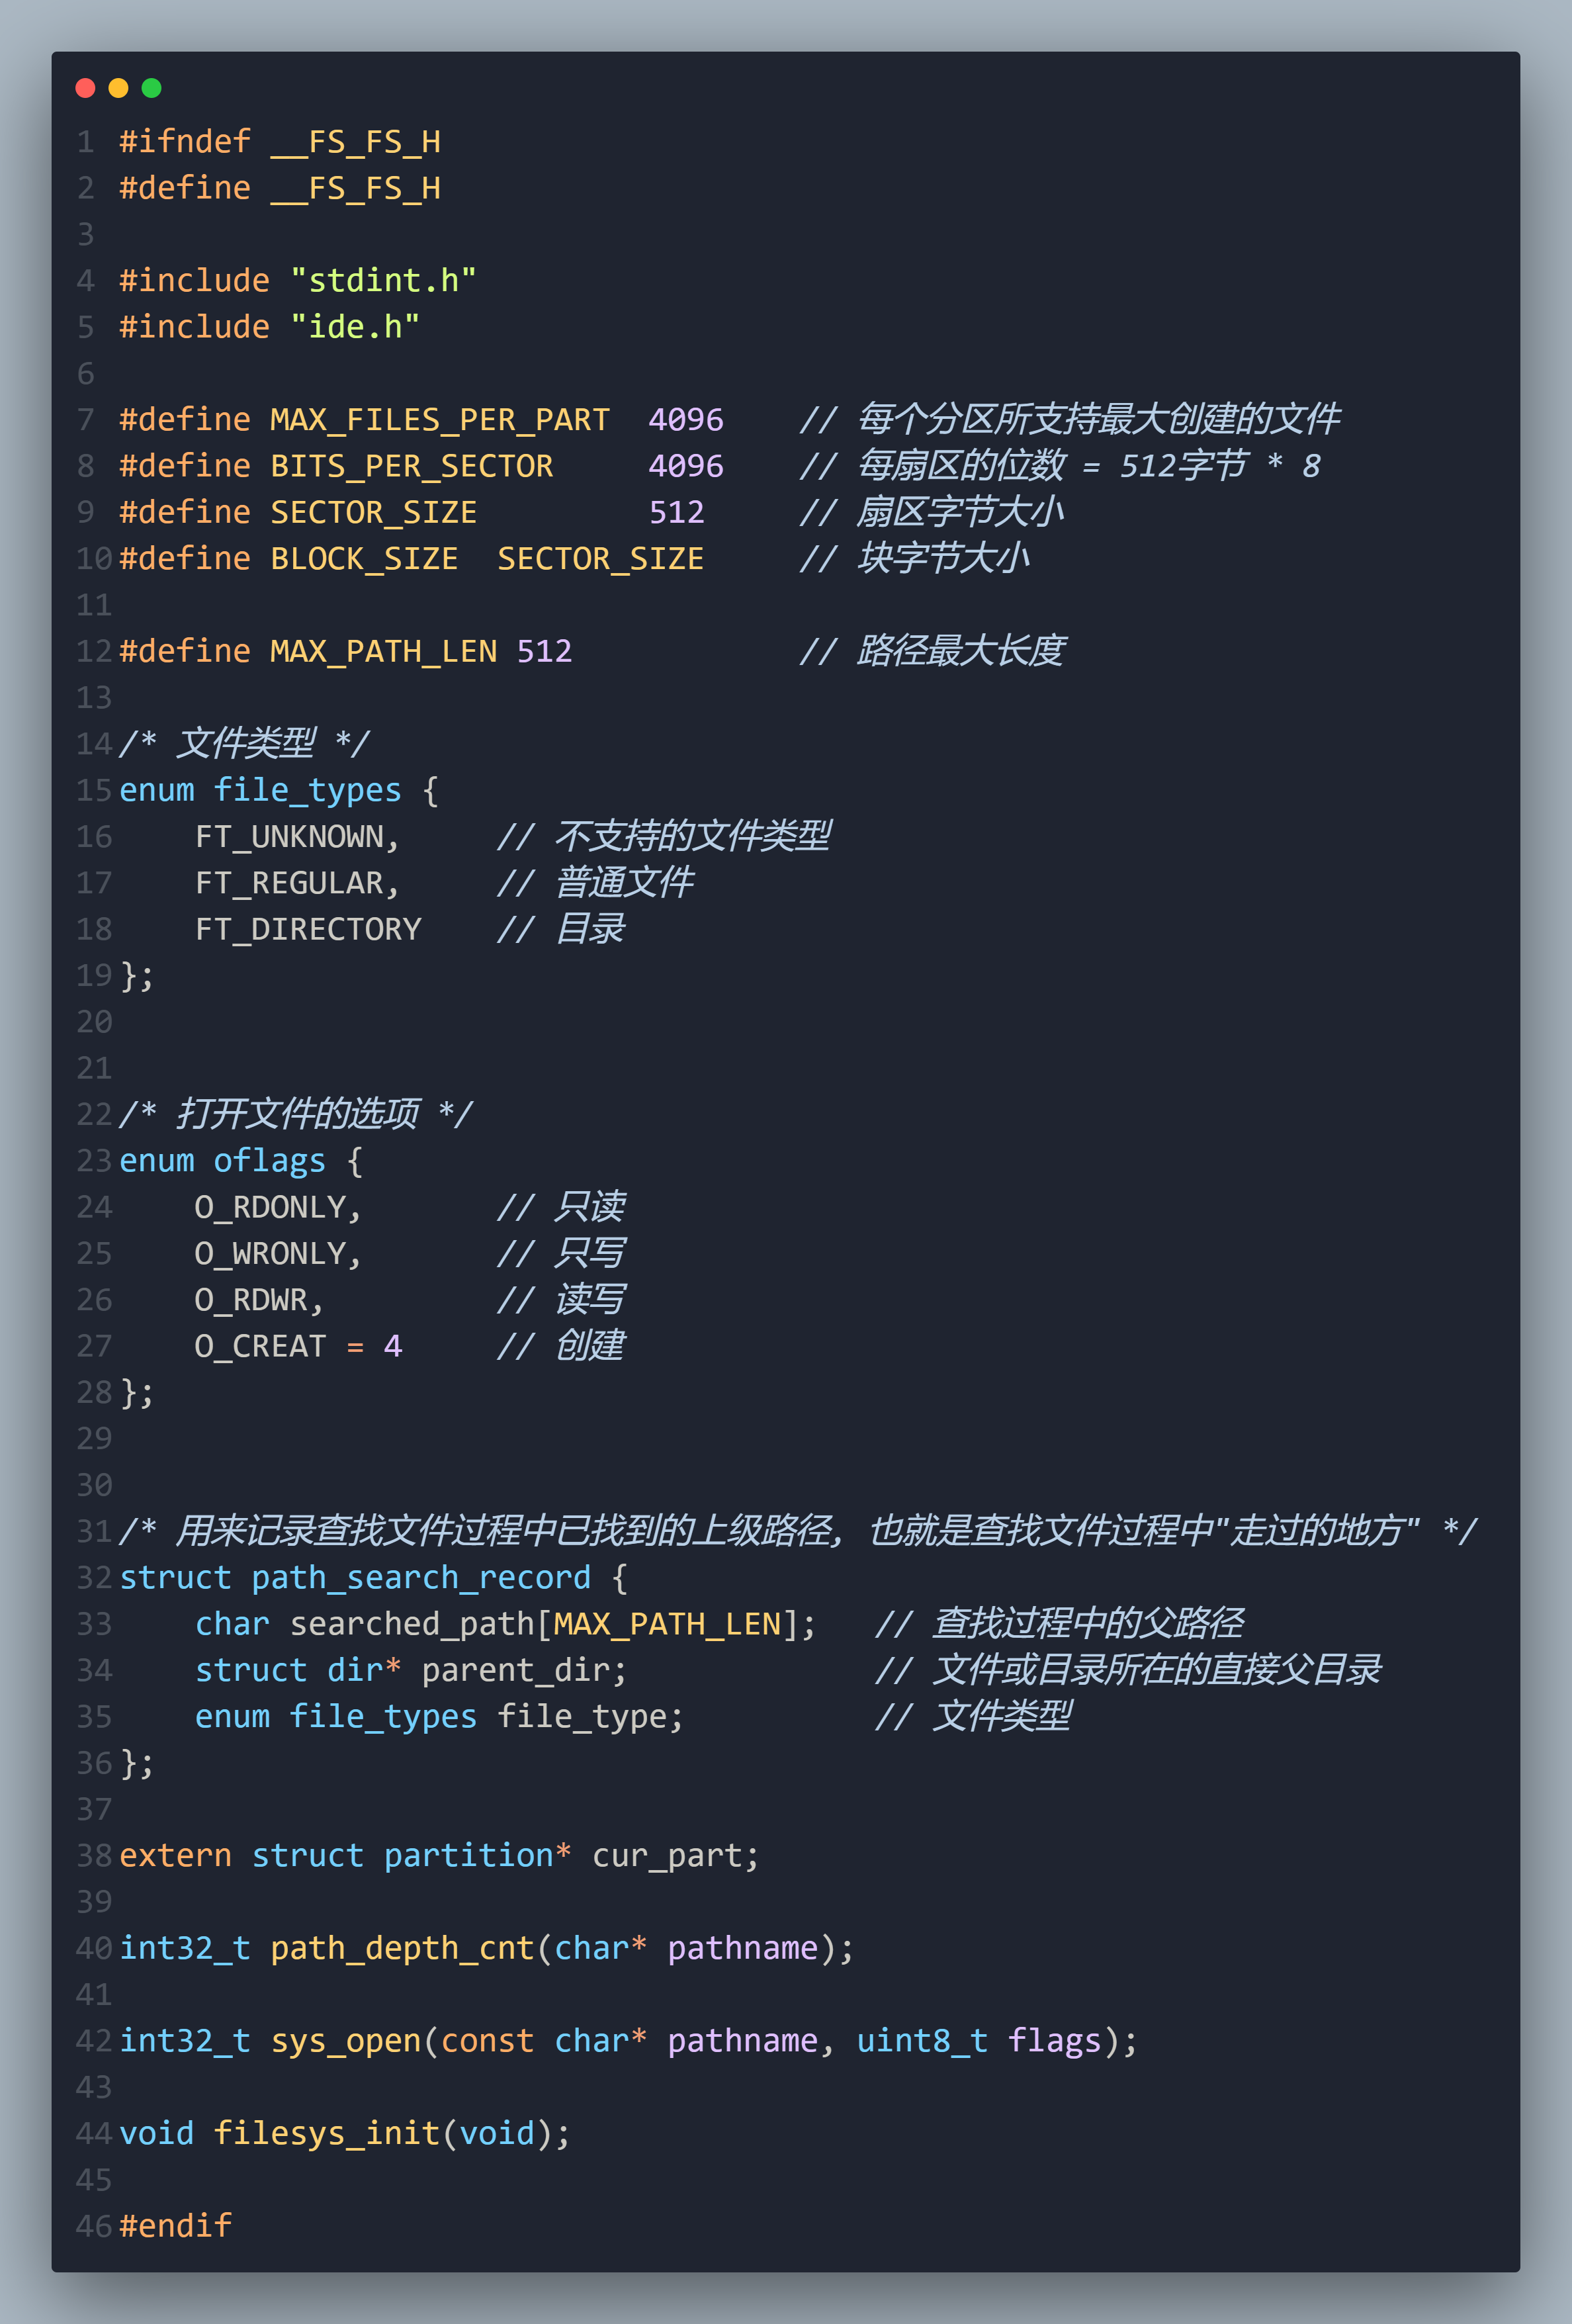 1 #ifndef __FS_FS_H
2 #define __FS_FS_H
3
4 #include "stdint.h"
5 #include "ide.h"
6
7 #define MAX_FILES_PER_PART  4096    // 每个分区所支持最大创建的文件
8 #define BITS_PER_SECTOR     4096    // 每扇区的位数 = 512字节 * 8
9 #define SECTOR_SIZE         512     // 扇区字节大小
10 #define BLOCK_SIZE  SECTOR_SIZE     // 块字节大小
11
12 #define MAX_PATH_LEN 512            // 路径最大长度
13
14 /* 文件类型 */
15 enum file_types {
16     FT_UNKNOWN,     // 不支持的文件类型
17     FT_REGULAR,     // 普通文件
18     FT_DIRECTORY    // 目录
19 };
20
21
22 /* 打开文件的选项 */
23 enum oflags {
24     O_RDONLY,       // 只读
25     O_WRONLY,       // 只写
26     O_RDWR,         // 读写
27     O_CREAT = 4     // 创建
28 };
29
30
31 /* 用来记录查找文件过程中已找到的上级路径, 也就是查找文件过程中"走过的地方" */
32 struct path_search_record {
33     char searched_path[MAX_PATH_LEN];   // 查找过程中的父路径
34     struct dir* parent_dir;             // 文件或目录所在的直接父目录
35     enum file_types file_type;          // 文件类型
36 };
37
38 extern struct partition* cur_part;
39
40 int32_t path_depth_cnt(char* pathname);
41
42 int32_t sys_open(const char* pathname, uint8_t flags);
43
44 void filesys_init(void);
45
46 #endif